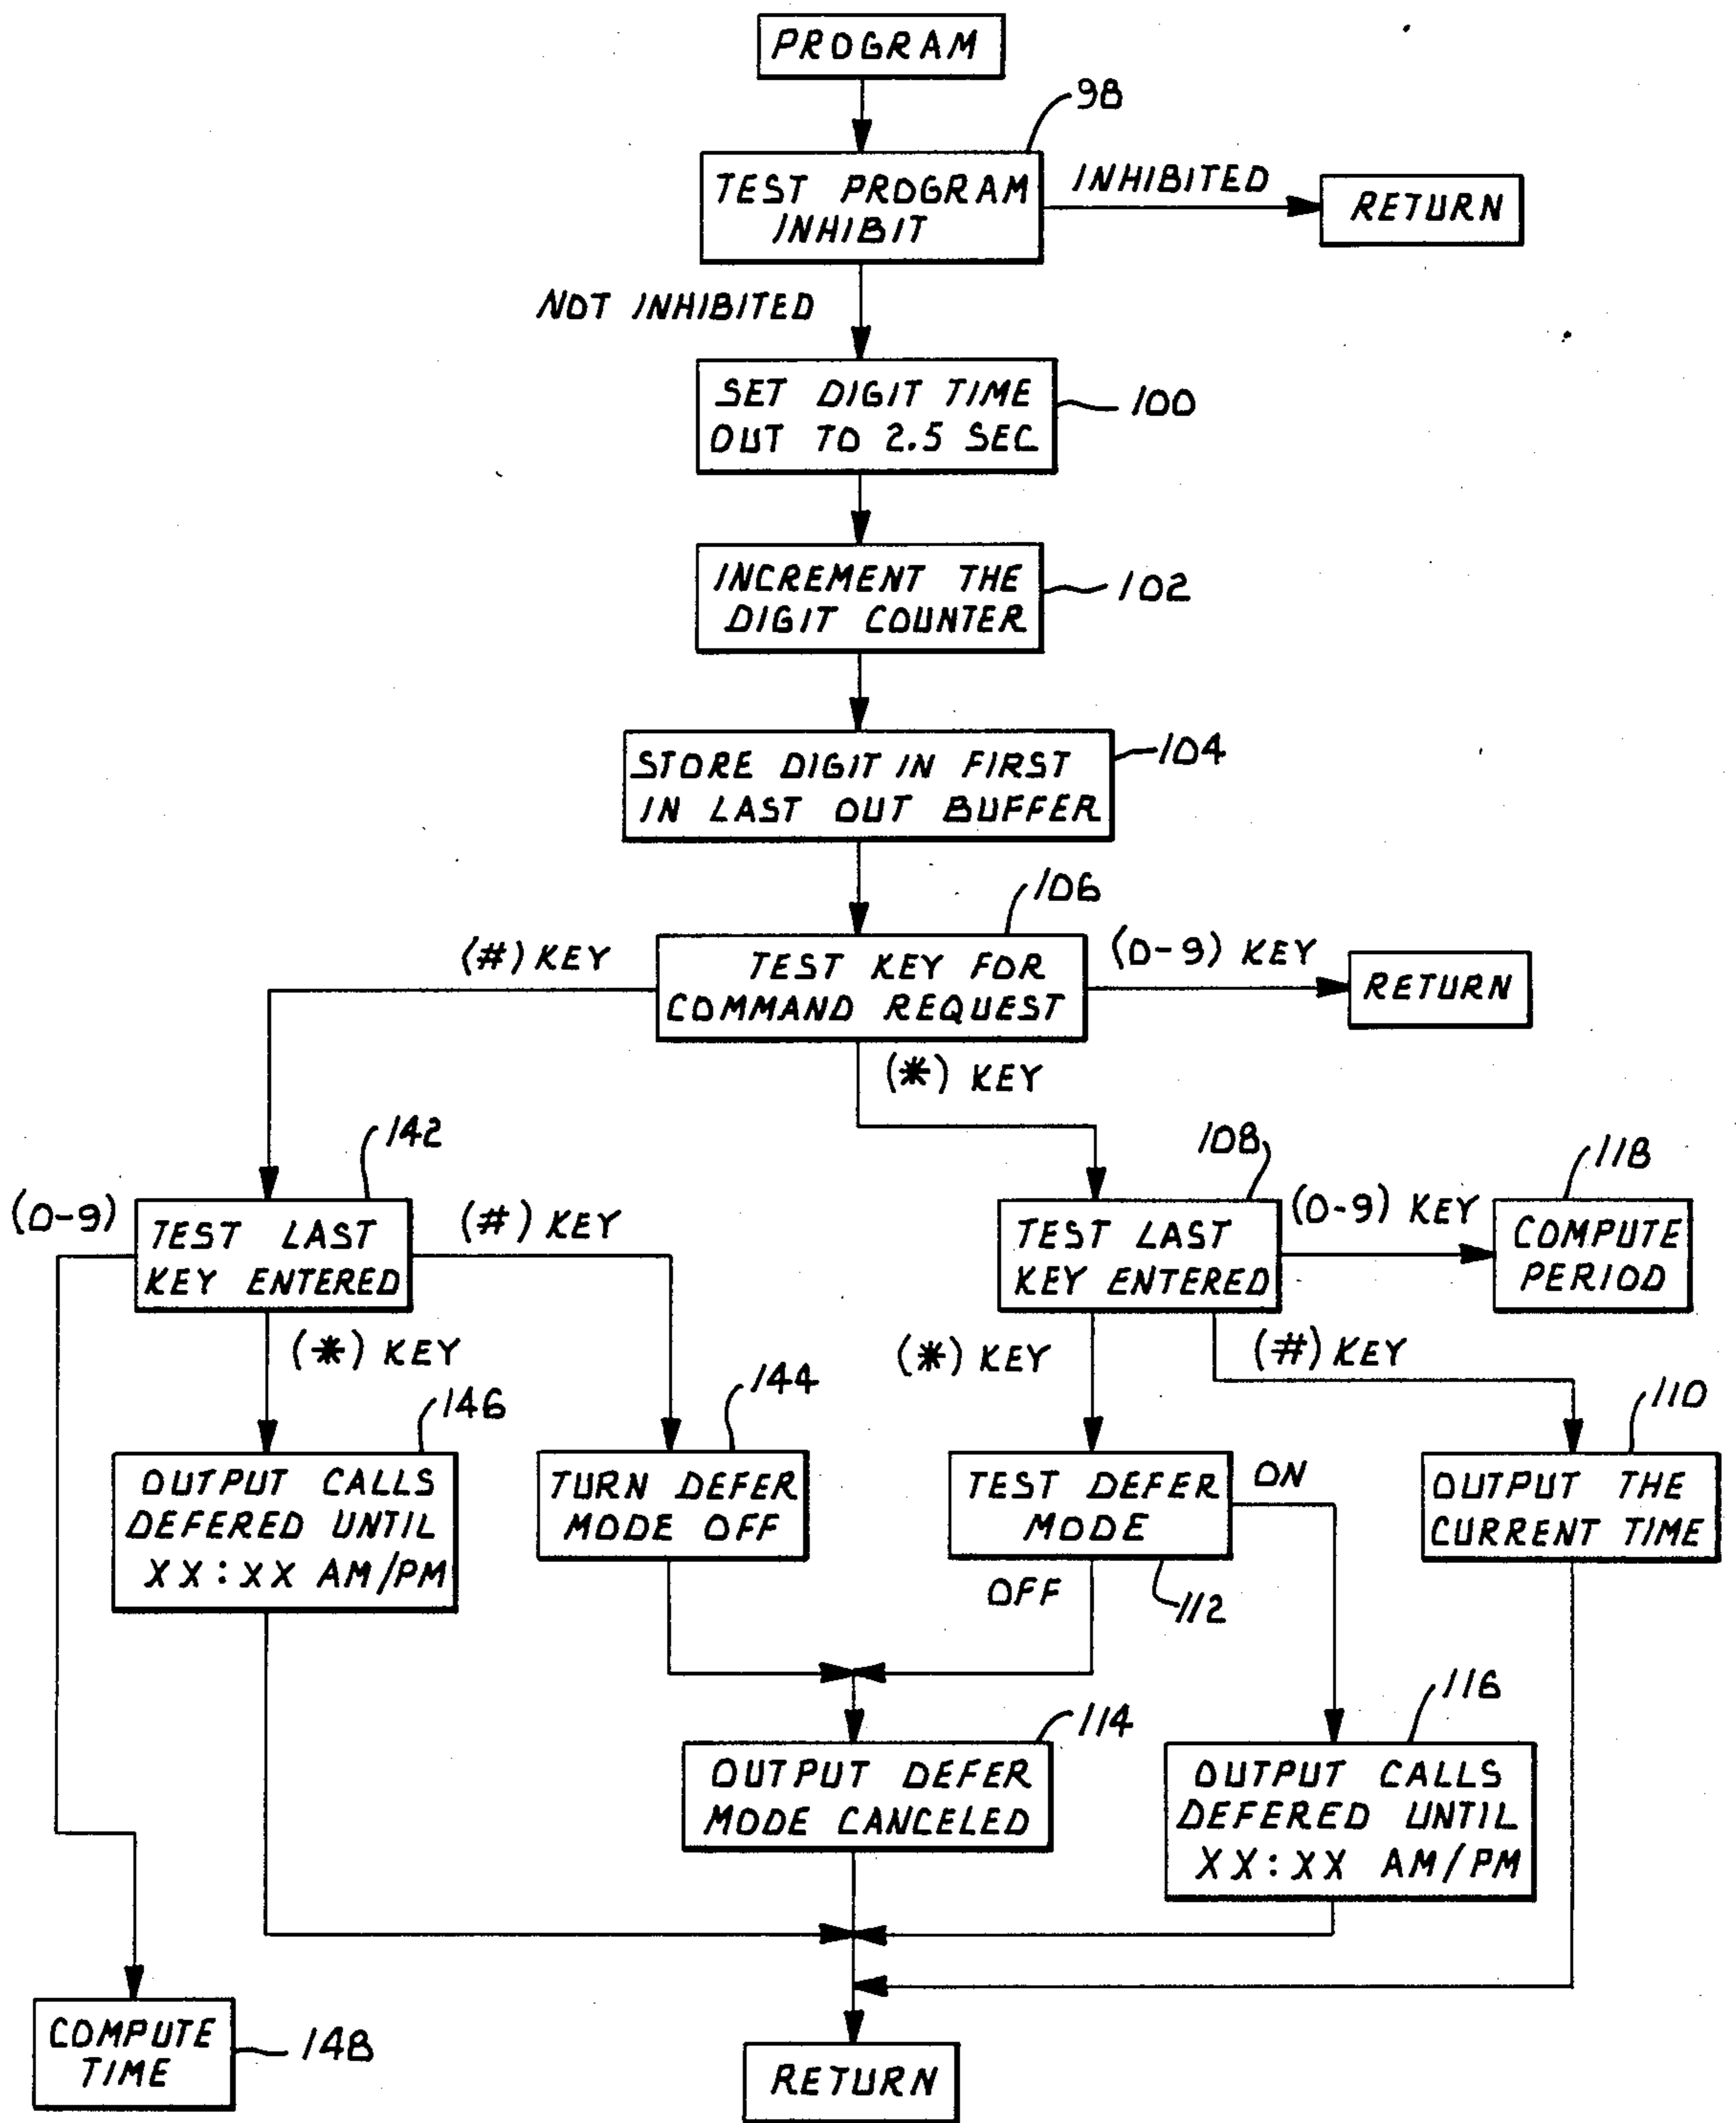 PROGRAM
98
TEST PROGRAM
INHIBIT
INHIBITED
RETURN
NOT INHIBITED
SET DIGIT TIME
OUT TO 2.5 SEC
100
INCREMENT THE
DIGIT COUNTER
102
STORE DIGIT IN FIRST
IN LAST OUT BUFFER
104
106
(#) KEY
TEST KEY FOR
COMMAND REQUEST
(0-9) KEY
RETURN
(*) KEY
142
108
118
(0-9)
TEST LAST
KEY ENTERED
(#) KEY
TEST LAST
KEY ENTERED
(0-9) KEY
COMPUTE
PERIOD
(*) KEY
(*) KEY
(#) KEY
146
144
110
OUTPUT CALLS
DEFERED UNTIL
XX:XX AM/PM
TURN DEFER
MODE OFF
TEST DEFER
MODE
ON
OUTPUT THE
CURRENT TIME
OFF
112
114
116
OUTPUT DEFER
MODE CANCELED
OUTPUT CALLS
DEFERED UNTIL
XX:XX AM/PM
COMPUTE
TIME
148
RETURN